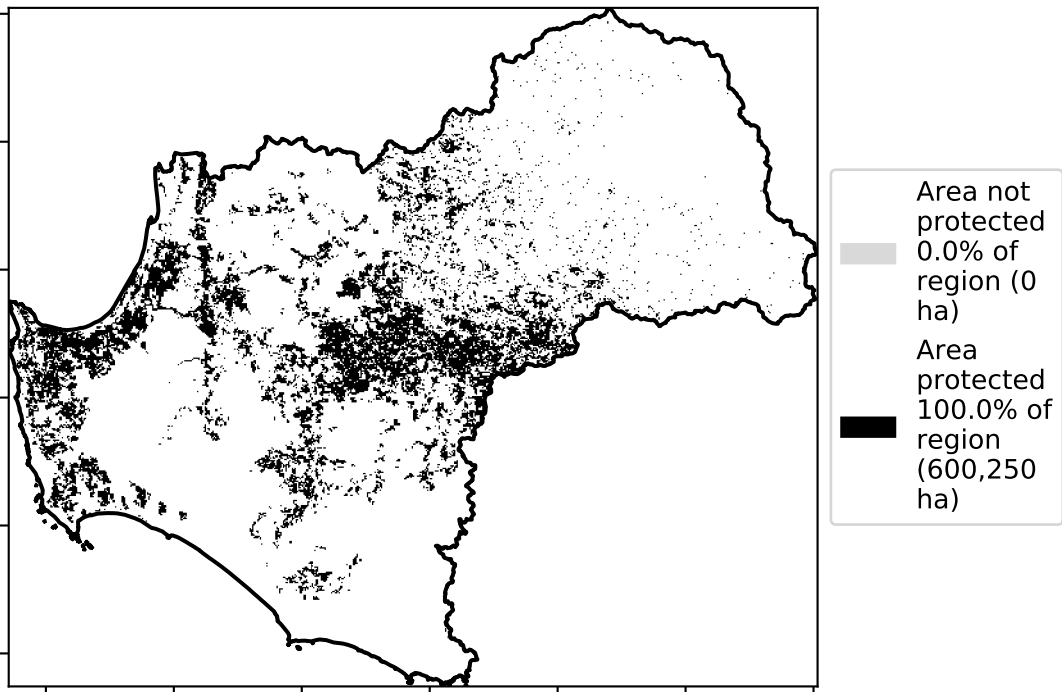 Area not
protected
0.0% of
region (0
ha)
Area
protected
100.0% of
region
(600,250
ha)